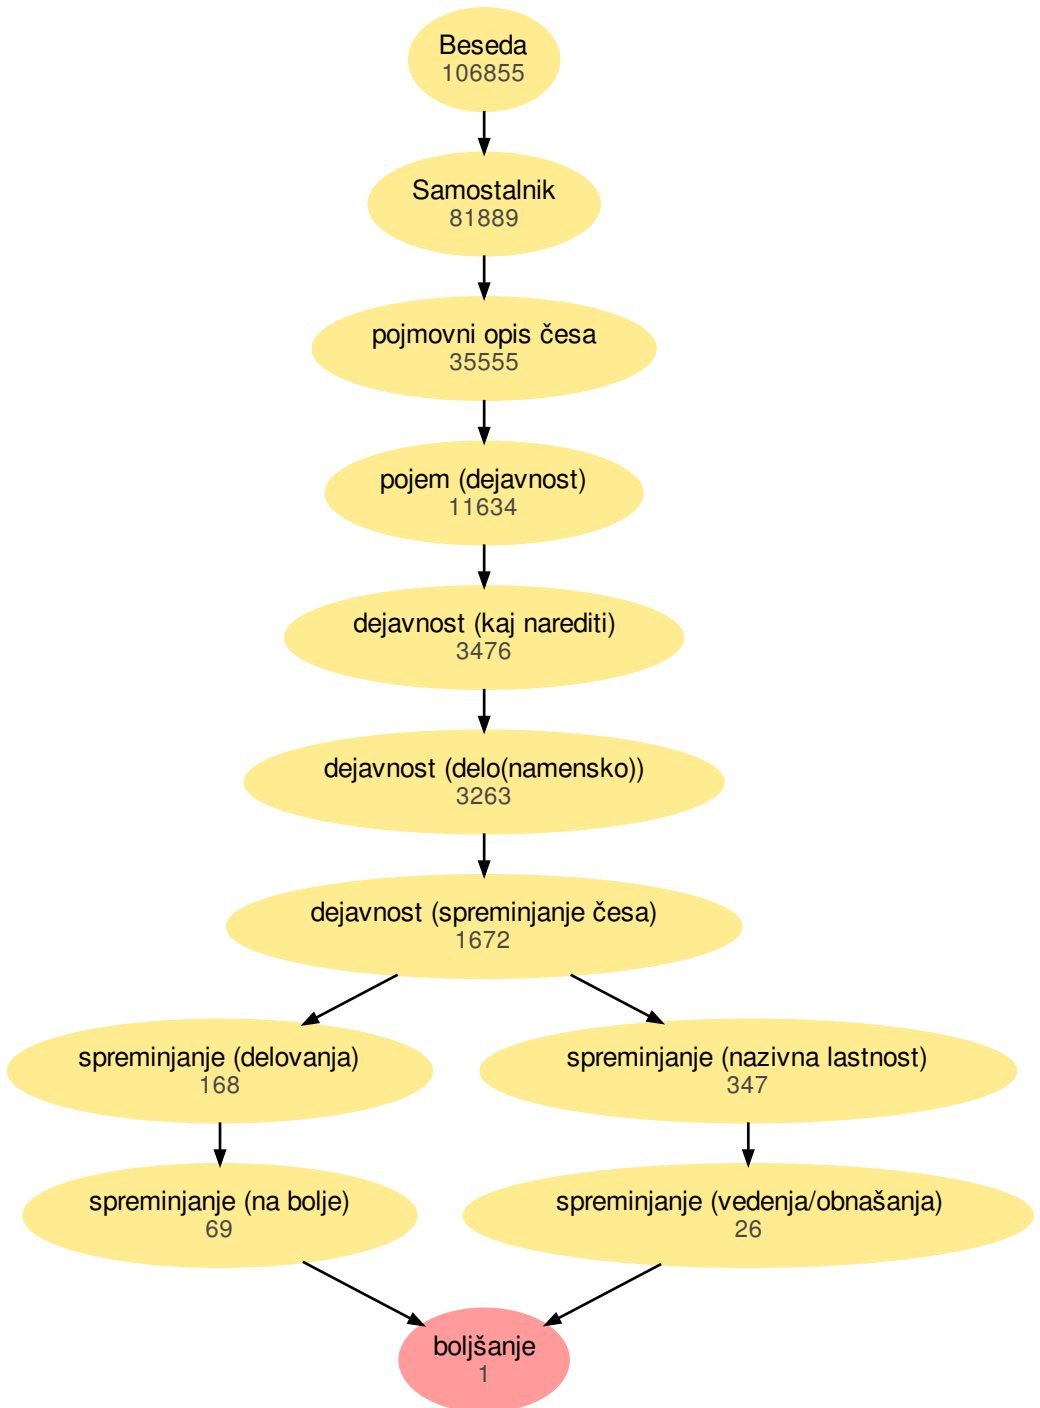 Beseda
106855
Samostalnik
81889
pojmovni opis česa
35555
pojem (dejavnost)
11634
dejavnost (kaj narediti)
3476
dejavnost (delo(namensko))
3263
dejavnost (spreminjanje česa)
1672
spreminjanje (delovanja)
168
spreminjanje (nazivna lastnost)
347
spreminjanje (na bolje)
69
spreminjanje (vedenja/obnašanja)
26
boljšanje
1